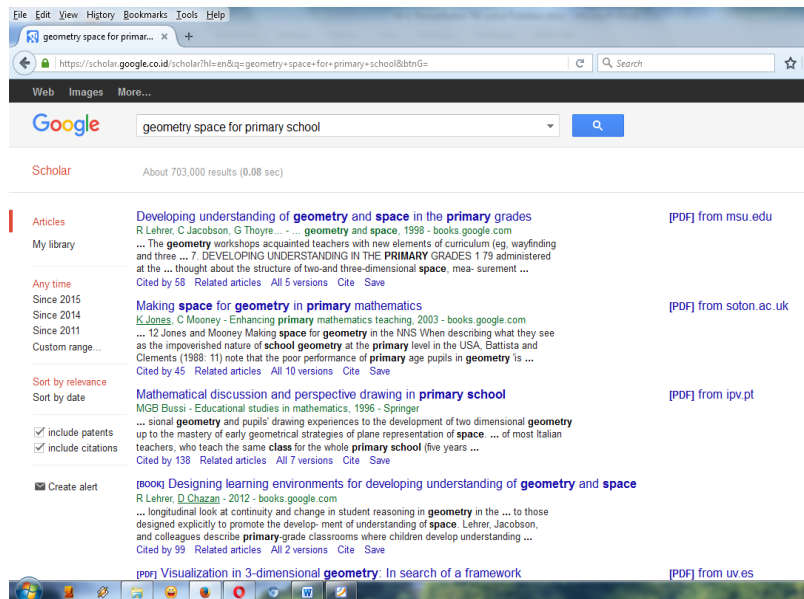 File Edit View History Bookmarks Tools Help
geometry space for primar... × +
https://scholar.google.co.id/scholar?hl=en&q=geometry+space+for+primary+school&btnG=
Search
Web Images More...
Google
geometry space for primary school
Scholar
About 703,000 results (0.08 sec)
Articles
My library
Any time
Since 2015
Since 2014
Since 2011
Custom range...
Sort by relevance
Sort by date
include patents
include citations
Create alert
Developing understanding of geometry and space in the primary grades
[PDF] from msu.edu
R Lehrer, C Jacobson, G Thoyre... - ... geometry and space, 1998 - books.google.com
... The geometry workshops acquainted teachers with new elements of curriculum (eg, wayfinding
and three ... 7. DEVELOPING UNDERSTANDING IN THE PRIMARY GRADES 1 79 administered
at the ... thought about the structure of two-and three-dimensional space, mea- surement ...
Cited by 58 Related articles All 5 versions Cite Save
Making space for geometry in primary mathematics
[PDF] from soton.ac.uk
K Jones, C Mooney - Enhancing primary mathematics teaching, 2003 - books.google.com
... 12 Jones and Mooney Making space for geometry in the NNS When describing what they see
as the impoverished nature of school geometry at the primary level in the USA, Battista and
Clements (1988: 11) note that the poor performance of primary age pupils in geometry 'is ...
Cited by 45 Related articles All 10 versions Cite Save
Mathematical discussion and perspective drawing in primary school
[PDF] from ipv.pt
MGB Bussi - Educational studies in mathematics, 1996 - Springer
... sional geometry and pupils' drawing experiences to the development of two dimensional geometry
up to the mastery of early geometrical strategies of plane representation of space. ... of most Italian
teachers, who teach the same class for the whole primary school (five years ...
Cited by 138 Related articles All 7 versions Cite Save
[BOOK] Designing learning environments for developing understanding of geometry and space
R Lehrer, D Chazan - 2012 - books.google.com
... longitudinal look at continuity and change in student reasoning in geometry in the ... to those
designed explicitly to promote the develop- ment of understanding of space. Lehrer, Jacobson,
and colleagues describe primary-grade classrooms where children develop understanding ...
Cited by 99 Related articles All 2 versions Cite Save
[PDF] Visualization in 3-dimensional geometry: In search of a framework
[PDF] from uv.es